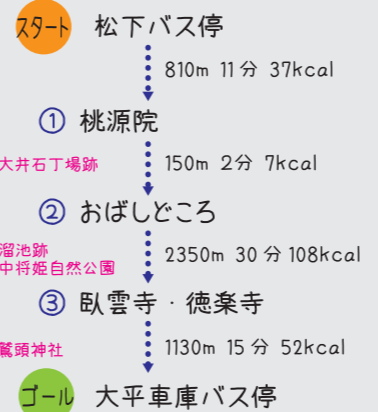 スタート 松下バス停
810m 11分 37kcal
① 桃源院
大井石丁場跡 150m 2分 7kcal
② おばしどころ
溜池跡
中将姫自然公園
2350m 30分 108kcal
③ 臥雲寺・徳楽寺
鷲頭神社 1130m 15分 52kcal
ゴール 大平車庫バス停